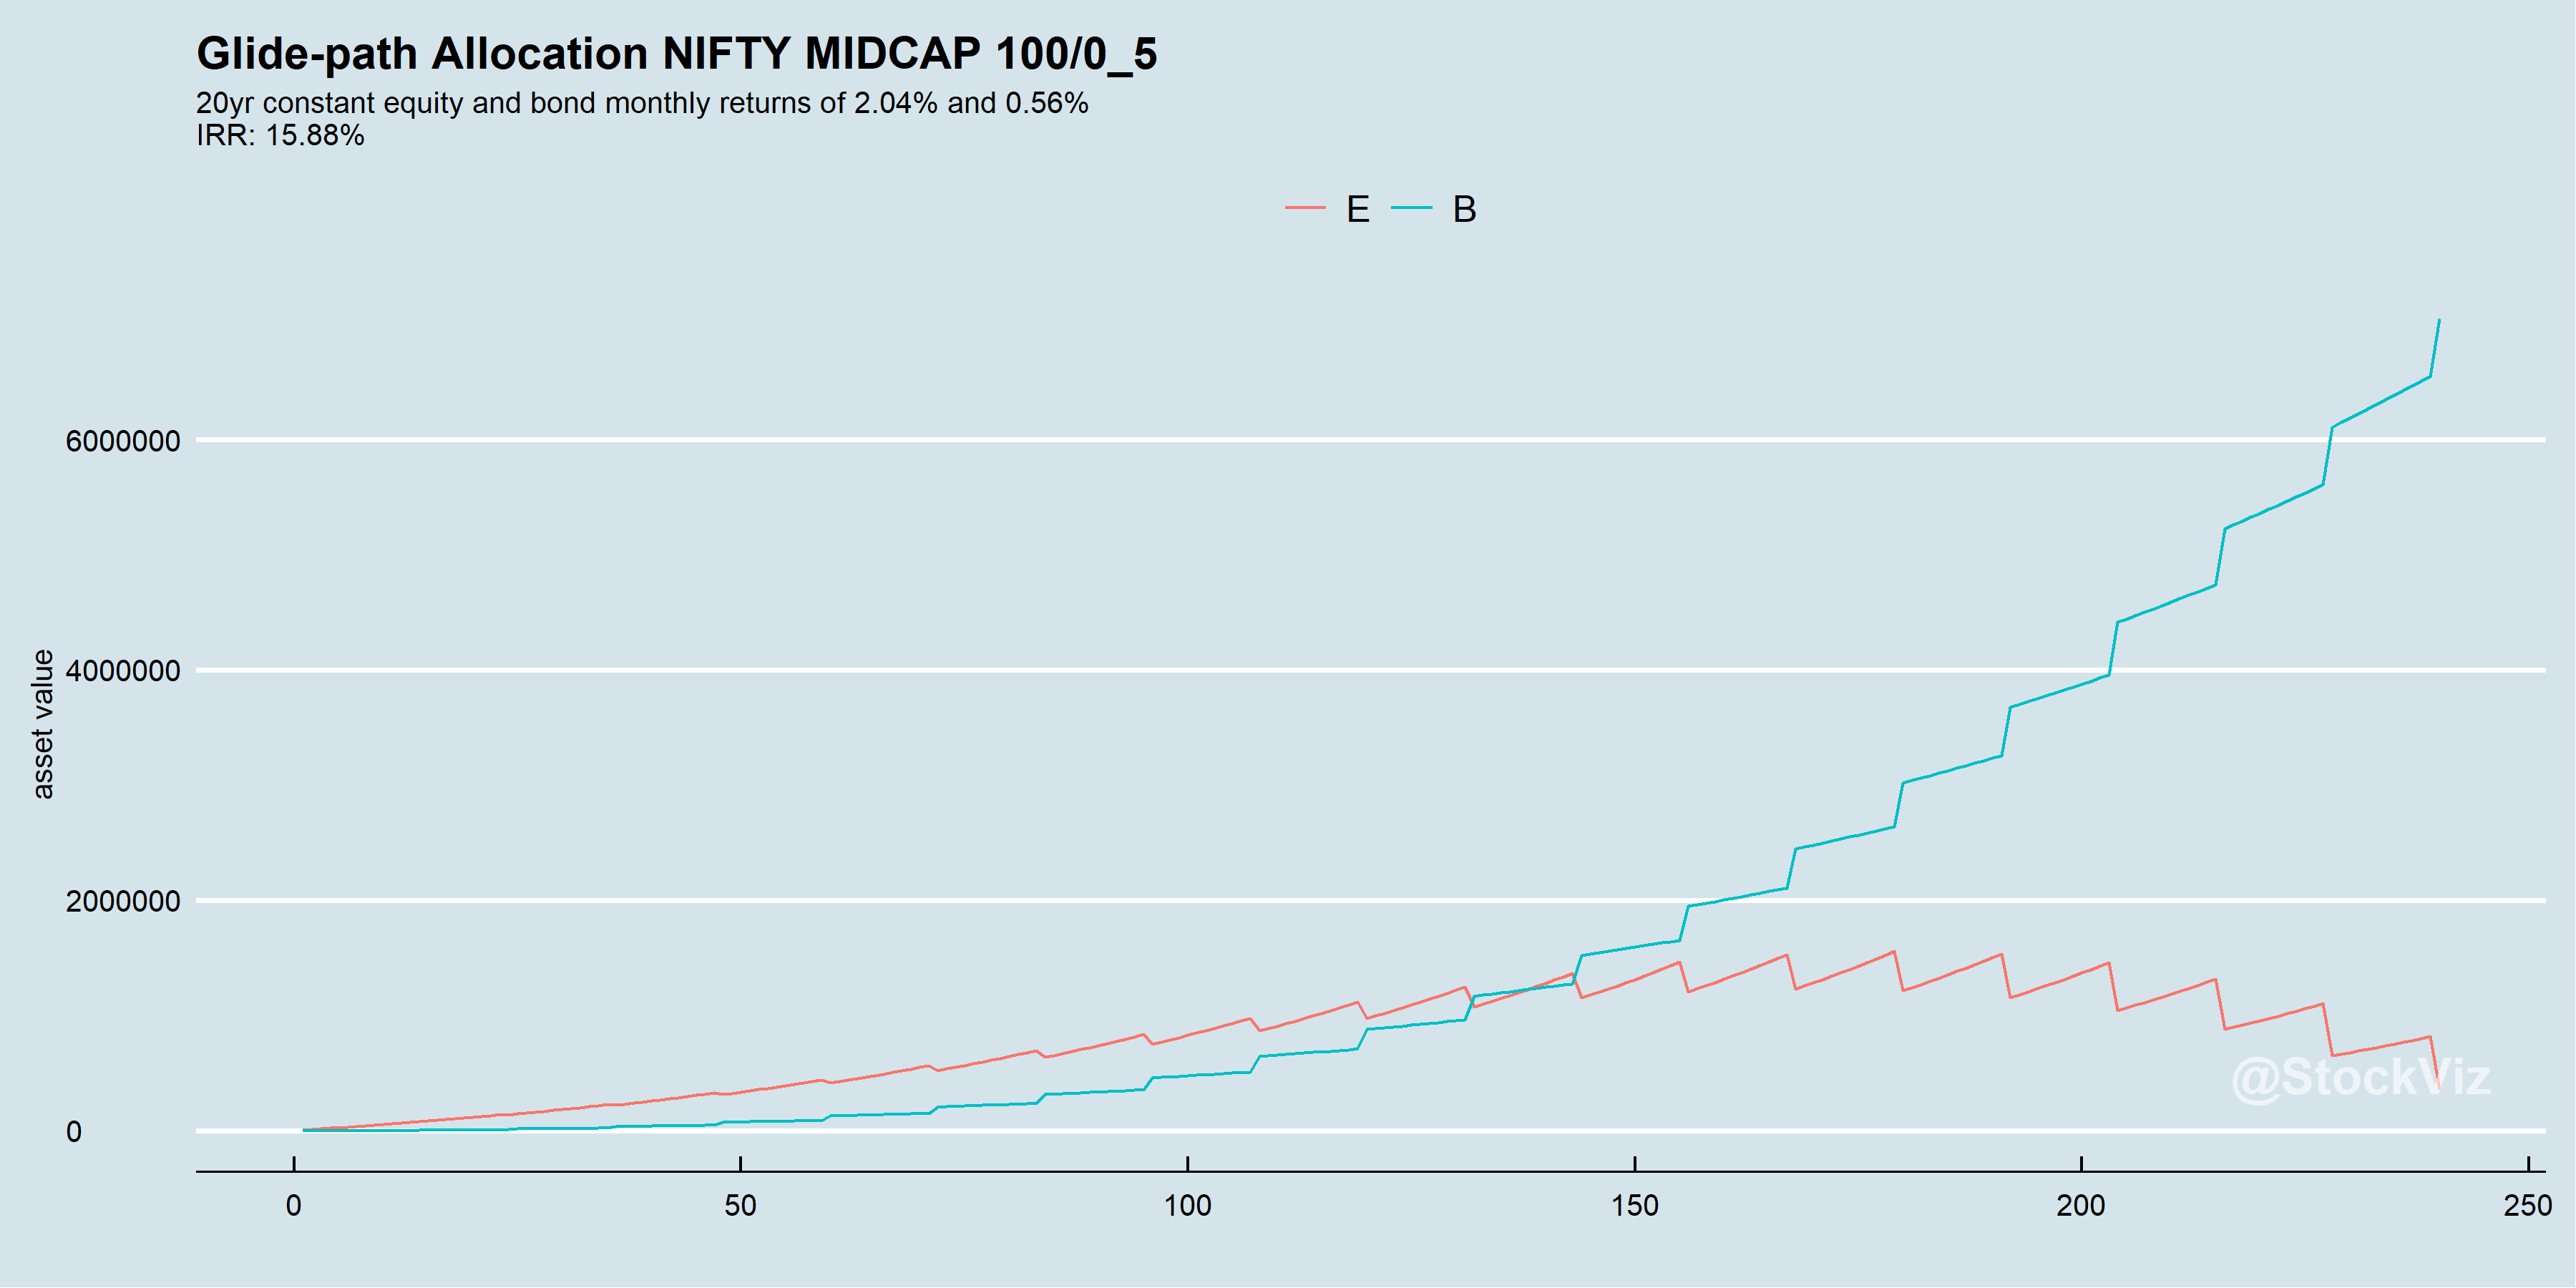 Glide-path Allocation NIFTY MIDCAP 100/0_5
20yr constant equity and bond monthly returns of 2.04% and 0.56%
IRR: 15.88%
E B
6000000
4000000
2000000
0
asset value
@StockViz
0 50 100 150 200 250